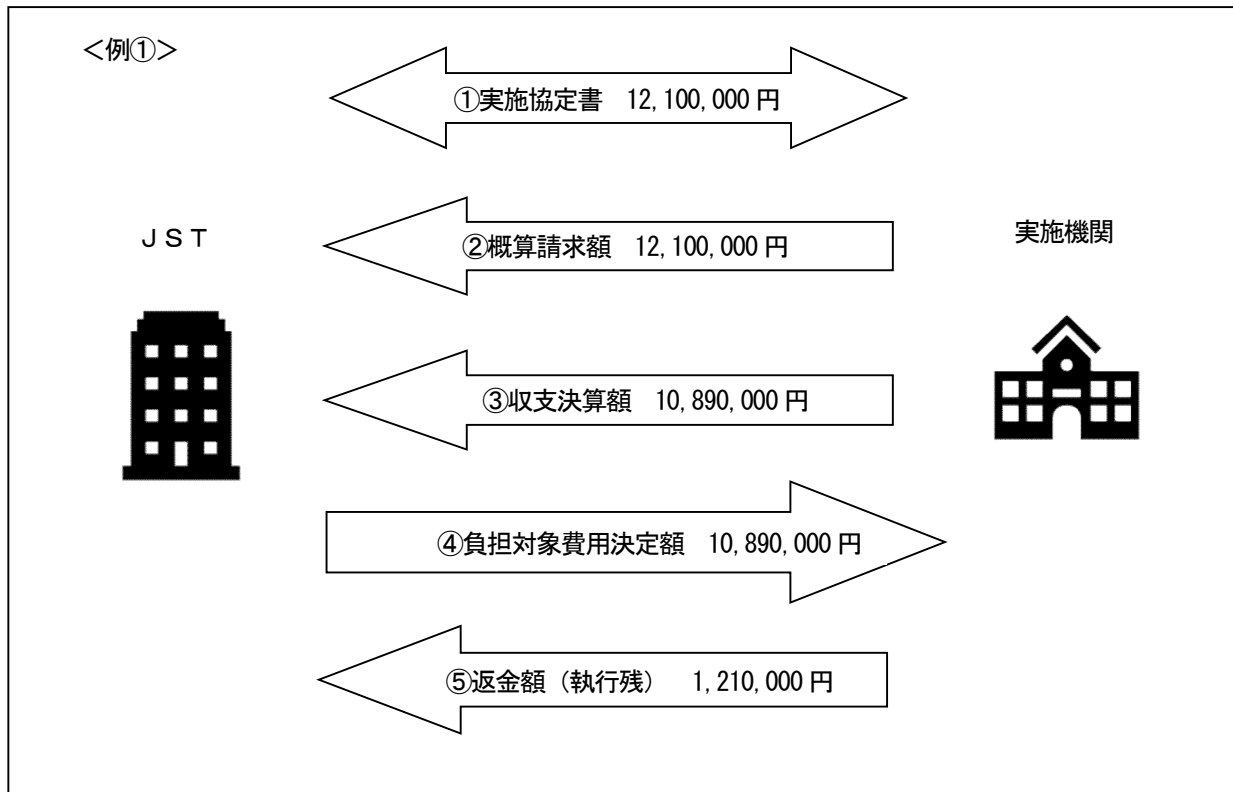 ＜例①＞
①実施協定書　12,100,000 円
ＪＳＴ
実施機関
②概算請求額　12,100,000 円
③収支決算額　10,890,000 円
④負担対象費用決定額　10,890,000 円
⑤返金額（執行残）　1,210,000 円